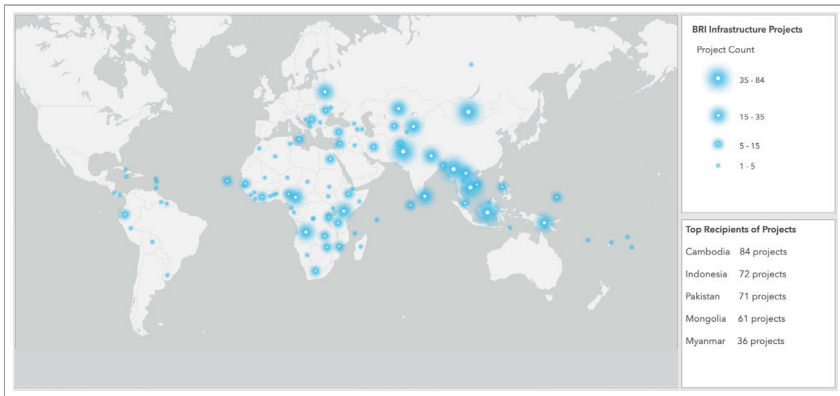 BRI Infrastructure Projects
Project Count
35 - 84
15 - 35
5 - 15
1 - 5
Top Recipients of Projects
Cambodia 84 projects
Indonesia 72 projects
Pakistan 71 projects
Mongolia 61 projects
Myanmar 36 projects